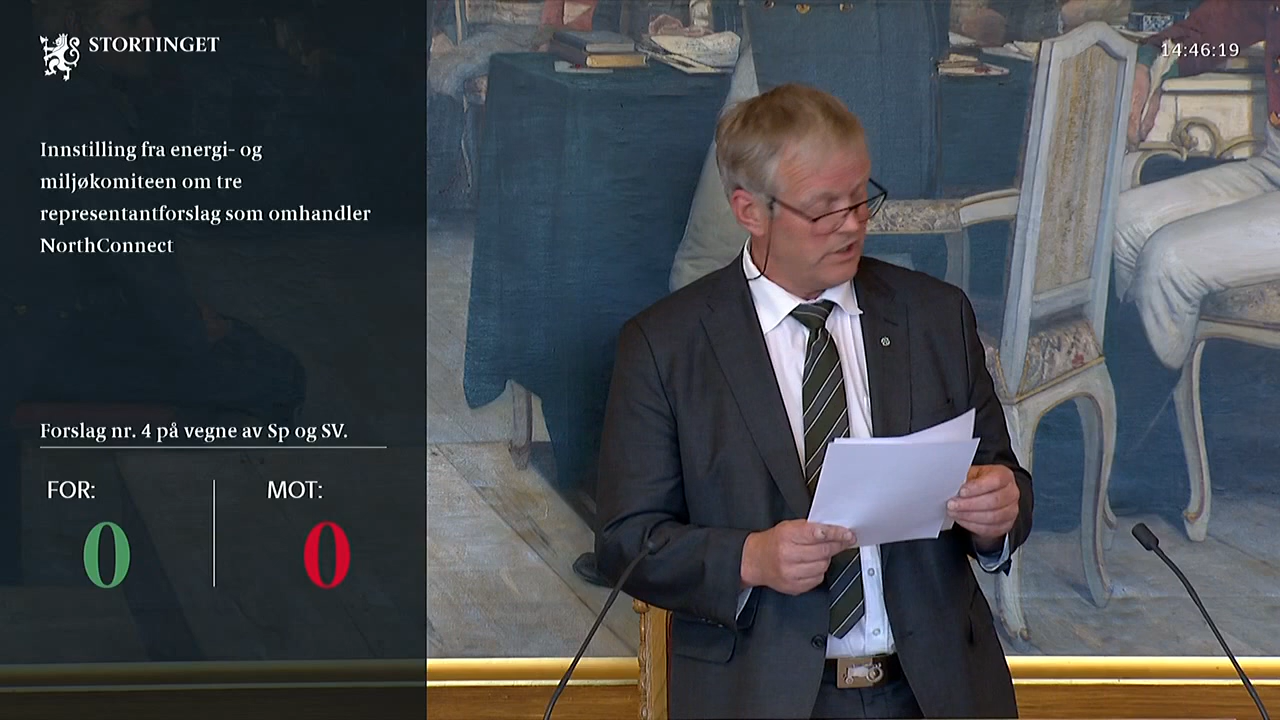 STORTINGET
14:46:19
Innstilling fra energi- og
miljøkomiteen om tre
representantforslag som omhandler
NorthConnect
Forslag nr. 4 på vegne av Sp og SV.
FOR:
MOT:
0
0